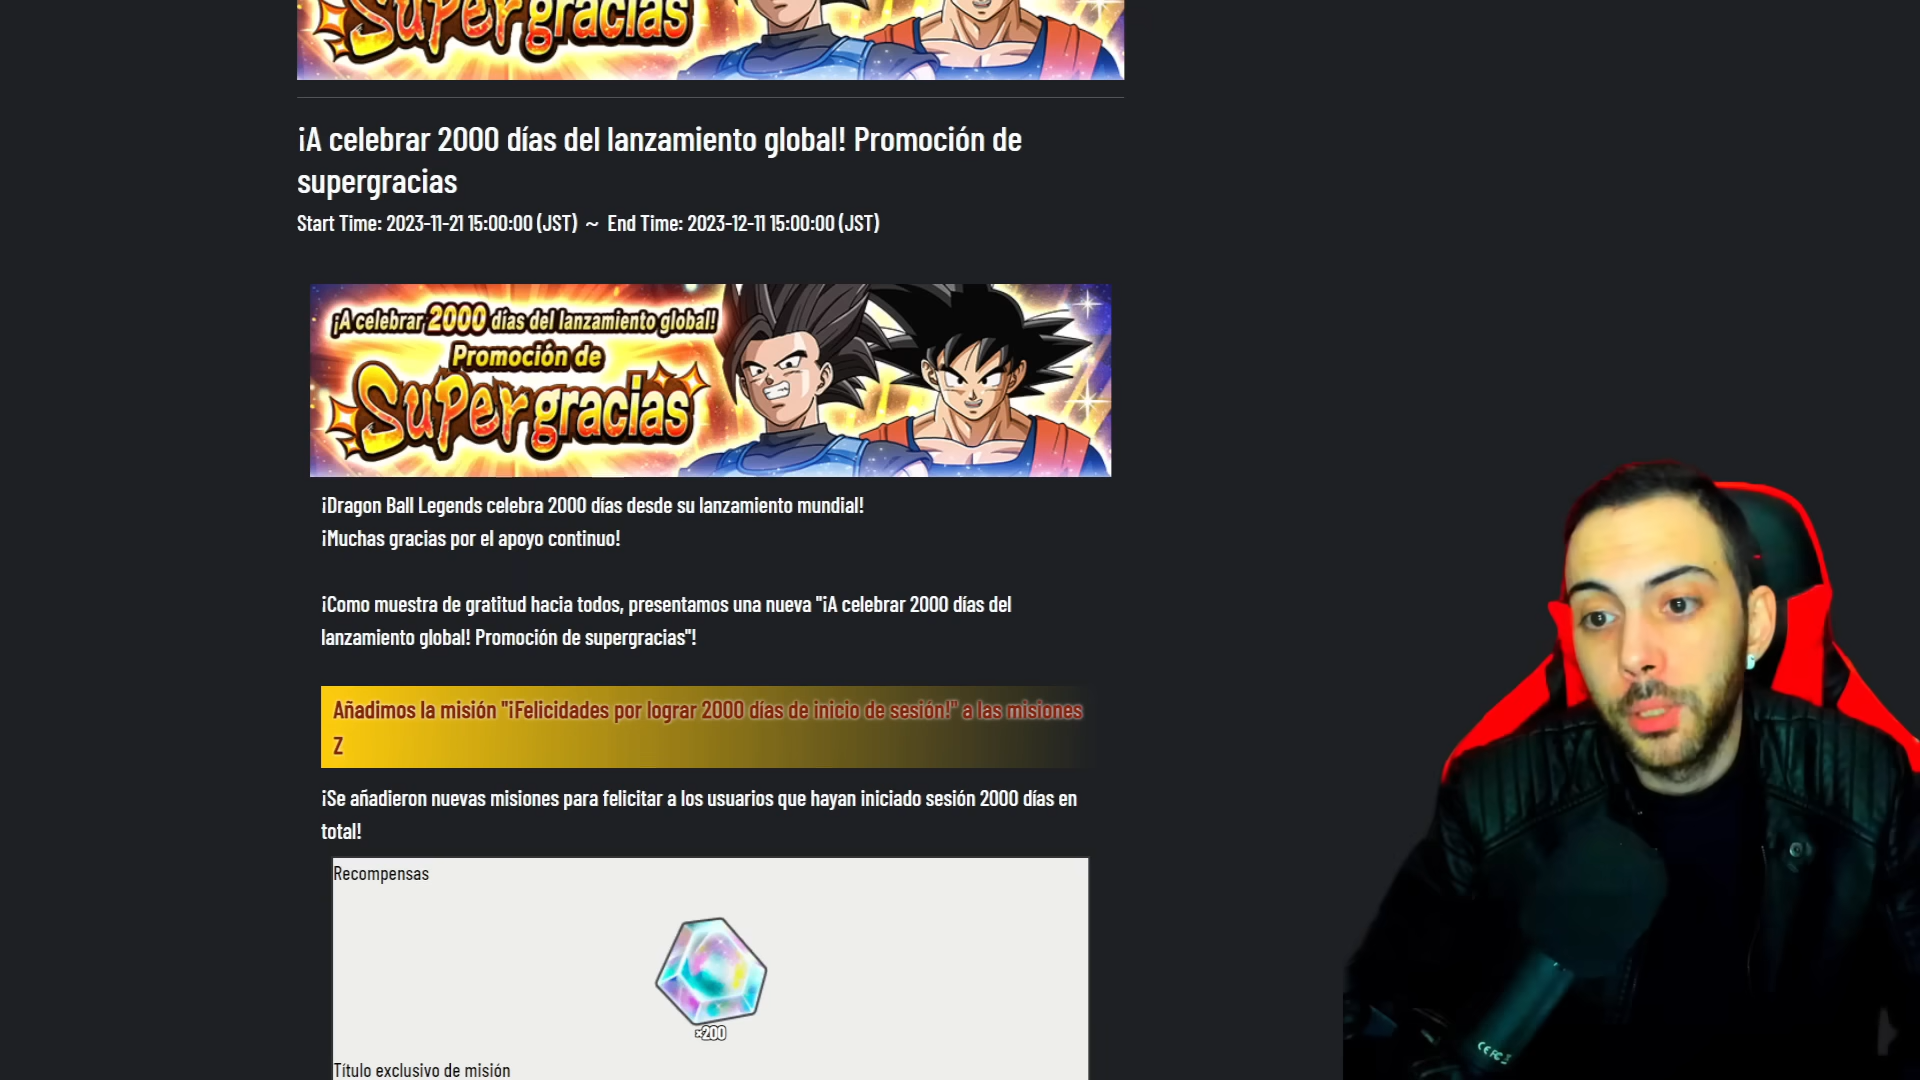 Supergracias
¡A celebrar 2000 días del lanzamiento global! Promoción de
supergracias
Start Time: 2023-11-21 15:00:00 (JST) ~ End Time: 2023-12-11 15:00:00 (JST)
¡A celebrar 2000 días del lanzamiento global!
Promoción de
Supergracias
¡Dragon Ball Legends celebra 2000 días desde su lanzamiento mundial!
¡Muchas gracias por el apoyo continuo!
¡Como muestra de gratitud hacia todos, presentamos una nueva "¡A celebrar 2000 días del
lanzamiento global! Promoción de supergracias"!
Añadimos la misión "¡Felicidades por lograr 2000 días de inicio de sesión!" a las misiones
Z
¡Se añadieron nuevas misiones para felicitar a los usuarios que hayan iniciado sesión 2000 días en
total!
Recompensas
×200
Título exclusivo de misión